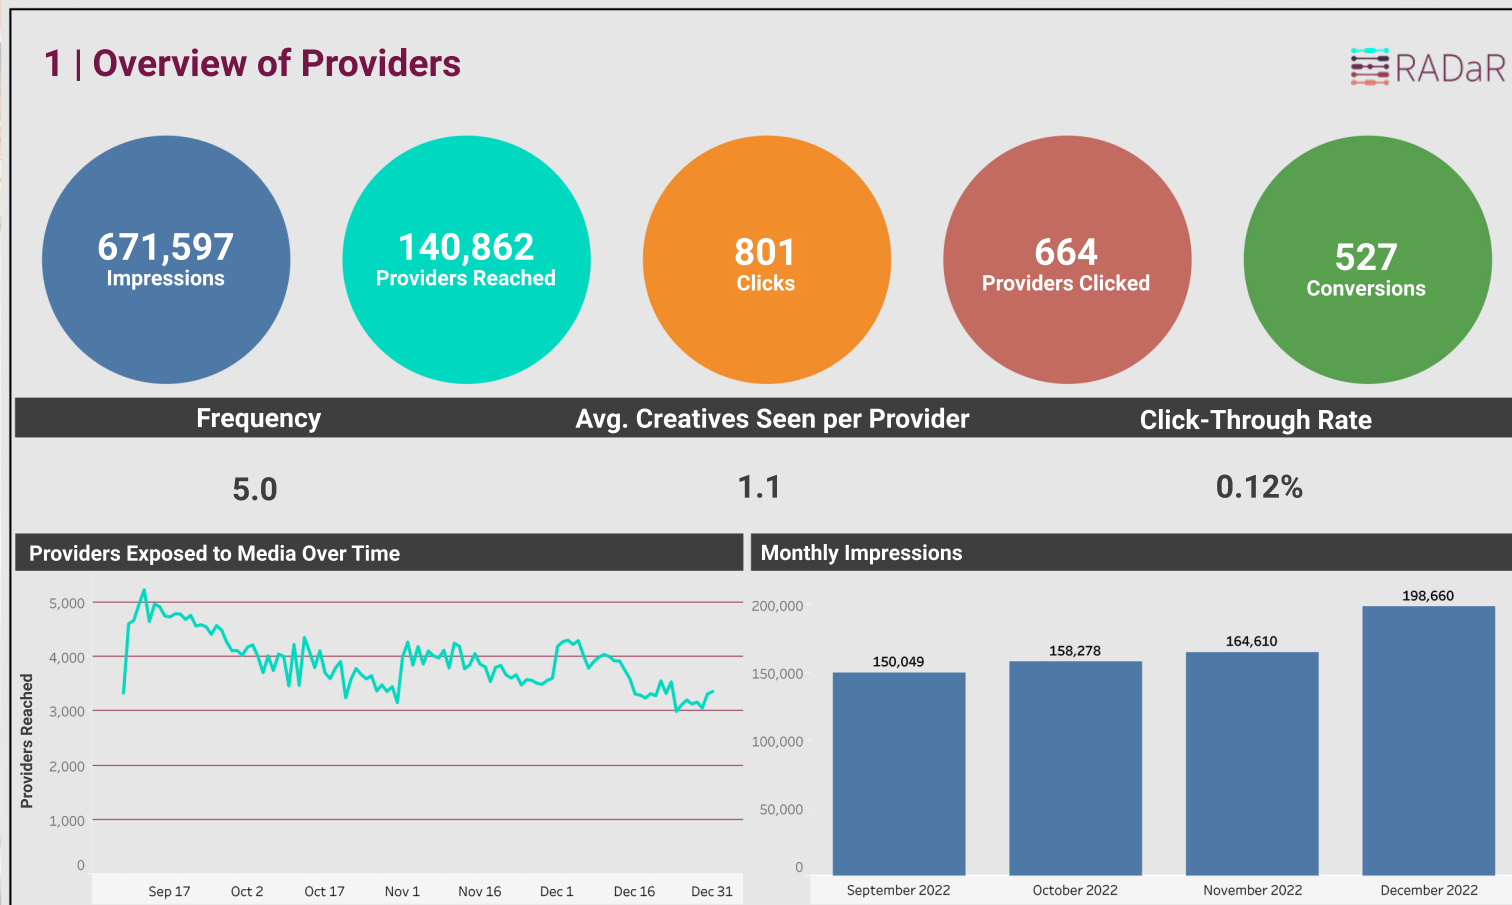 1 | Overview of Providers
RADaR
671,597
Impressions
140,862
Providers Reached
801
Clicks
664
Providers Clicked
527
Conversions
Frequency
Avg. Creatives Seen per Provider
Click-Through Rate
5.0
1.1
0.12%
Providers Exposed to Media Over Time
Providers Reached
5,000
4,000
3,000
2,000
1,000
0
Sep 17
Oct 2
Oct 17
Nov 1
Nov 16
Dec 1
Dec 16
Dec 31
Monthly Impressions
200,000
150,000
100,000
50,000
0
150,049
158,278
164,610
198,660
September 2022
October 2022
November 2022
December 2022